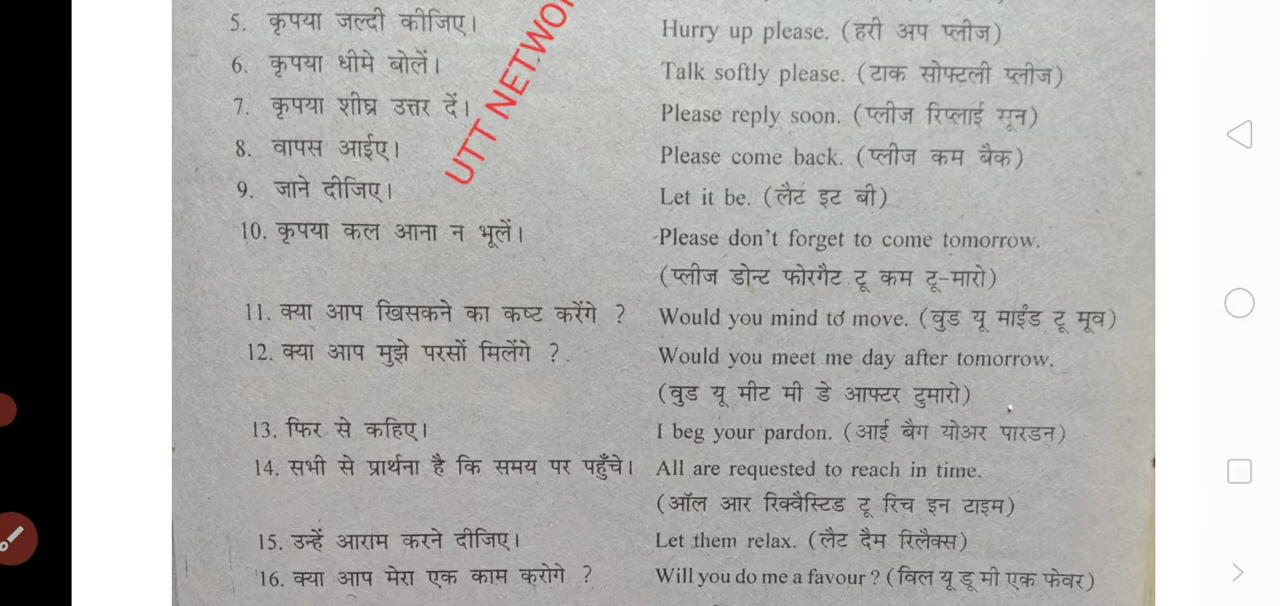 5. कृपया जल्दी कीजिए। Hurry up please. (हरी अप प्लीज)
6. कृपया धीमे बोलें। Talk softly please. (टाक सोफ्टली प्लीज)
7. कृपया शीघ्र उत्तर दें। Please reply soon. (प्लीज रिप्लाई सून)
8. वापस आईए। Please come back. (प्लीज कम बैक)
9. जाने दीजिए। Let it be. (लैट इट बी)
10. कृपया कल आना न भूलें। Please don't forget to come tomorrow.
(प्लीज डोन्ट फोरगैट टू कम टू-मारो)
11. क्या आप खिसकने का कष्ट करेंगे ? Would you mind to move. (वुड यू माईंड टू मूव)
12. क्या आप मुझे परसों मिलेंगे ? Would you meet me day after tomorrow.
(वुड यू मीट मी डे आफ्टर टुमारो)
13. फिर से कहिए। I beg your pardon. (आई बैग योअर पारडन)
14. सभी से प्रार्थना है कि समय पर पहुँचे। All are requested to reach in time.
(ऑल आर रिक्वैस्टिड टू रिच इन टाइम)
15. उन्हें आराम करने दीजिए। Let them relax. (लैट दैम रिलैक्स)
16. क्या आप मेरा एक काम करोगे ? Will you do me a favour ? (विल यू डू मी एक फेवर)
UTT